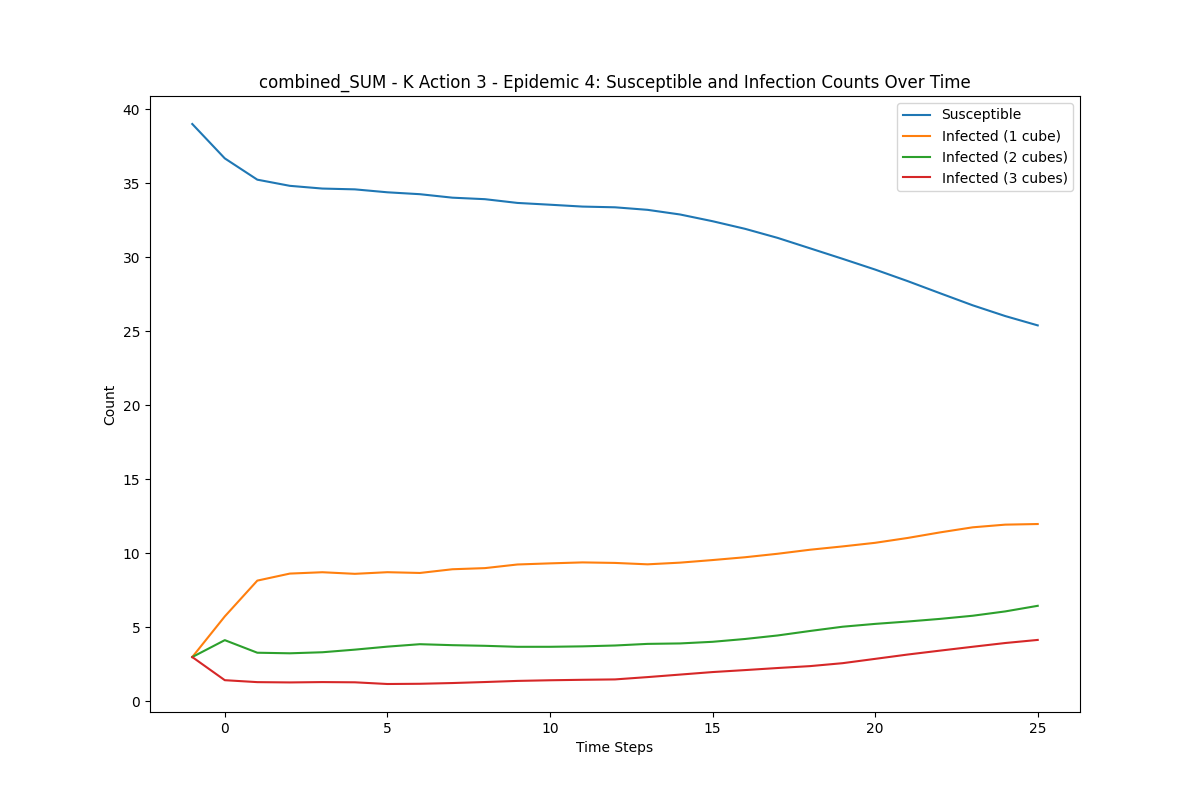 combined_SUM - K Action 3 - Epidemic 4: Susceptible and Infection Counts Over Time
Susceptible
Infected (1 cube)
Infected (2 cubes)
Infected (3 cubes)
40
35
30
25
20
15
10
5
0
Count
0 5 10 15 20 25
Time Steps